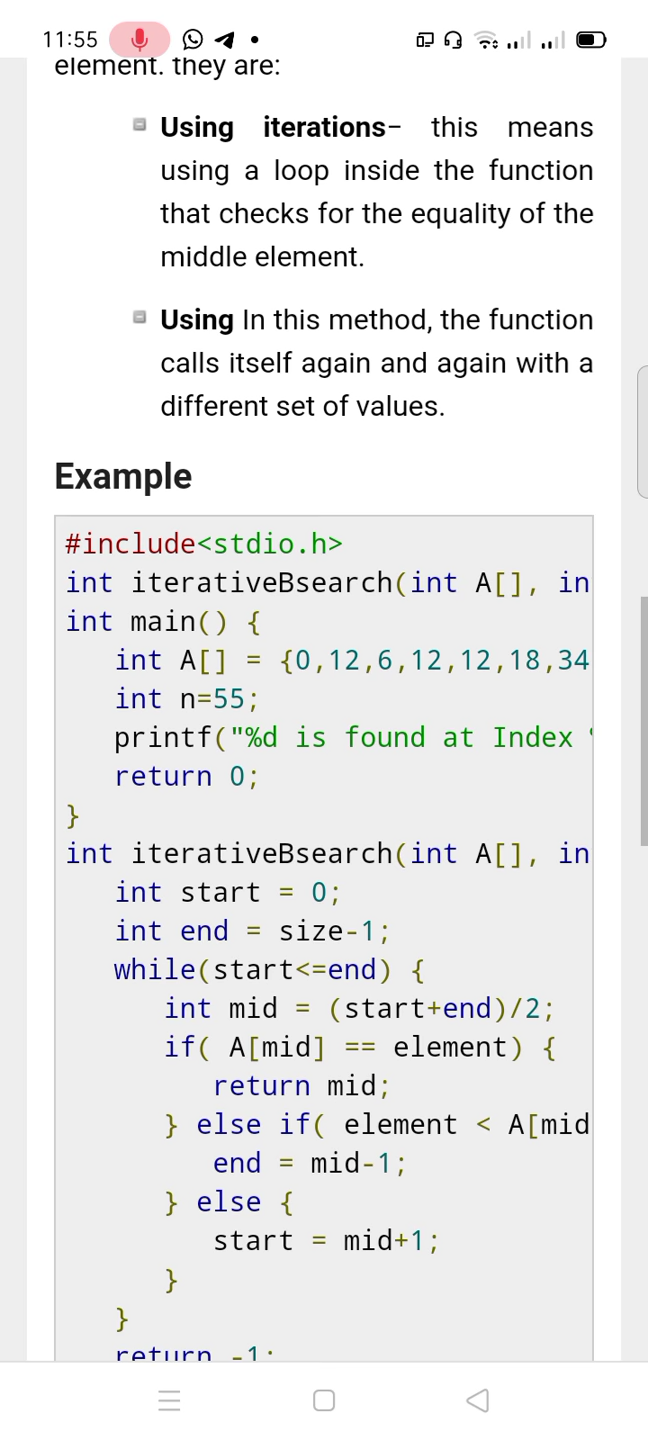 11:55
element. they are:
Using iterations– this means
using a loop inside the function
that checks for the equality of the
middle element.
Using In this method, the function
calls itself again and again with a
different set of values.
Example
#include<stdio.h>
int iterativeBsearch(int A[], in
int main() {
   int A[] = {0,12,6,12,12,18,34
   int n=55;
   printf("%d is found at Index
   return 0;
}
int iterativeBsearch(int A[], in
   int start = 0;
   int end = size-1;
   while(start<=end) {
      int mid = (start+end)/2;
      if( A[mid] == element) {
         return mid;
      } else if( element < A[mid
         end = mid-1;
      } else {
         start = mid+1;
      }
   }
   return -1;